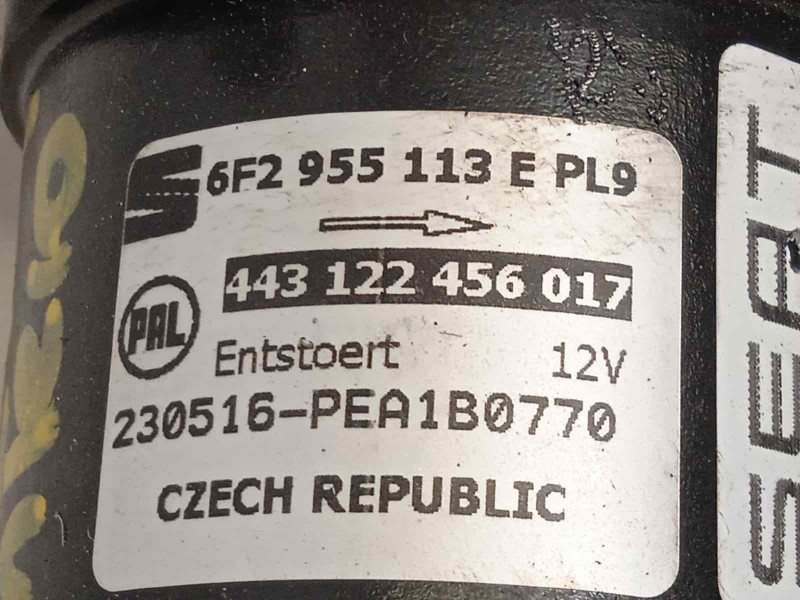 6F2 955 113 E PL9
443 122 456 017
PAL
Entstoert 12V
230516-PEA1B0770
CZECH REPUBLIC
SEAT